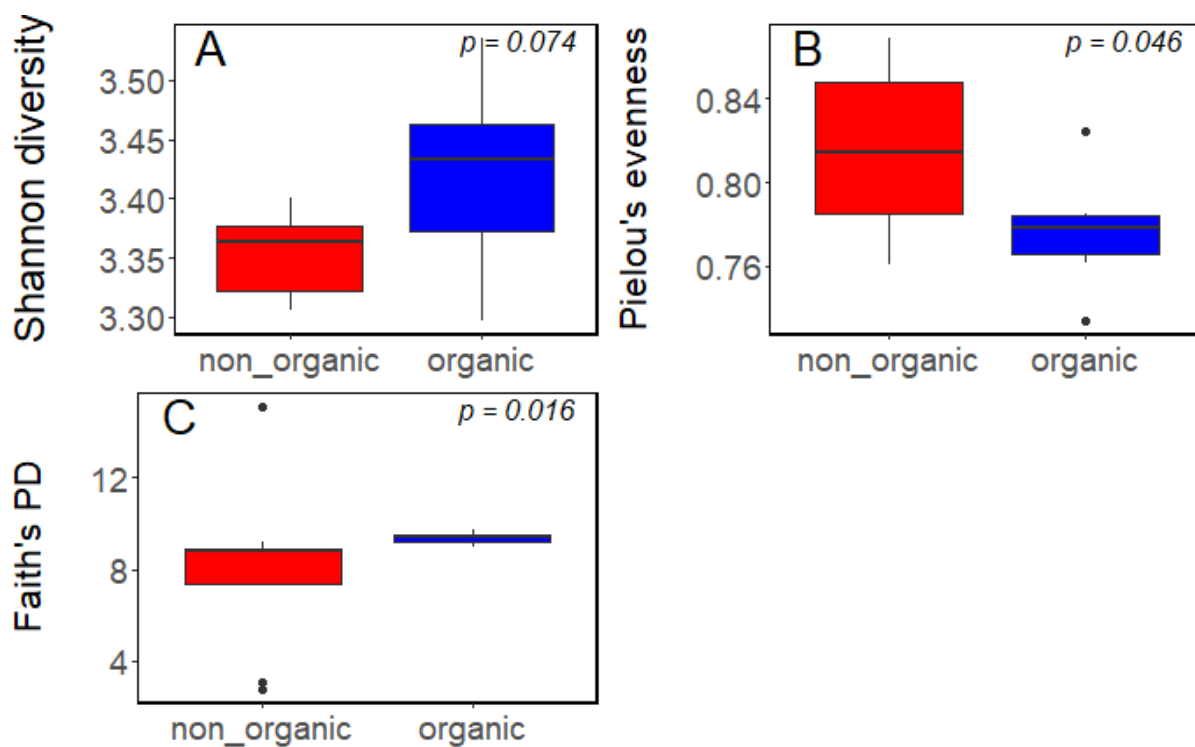 A
p = 0.074
Shannon diversity
3.50
3.45
3.40
3.35
3.30
non_organic organic
B
p = 0.046
Pielou's evenness
0.84
0.80
0.76
non_organic organic
C
p = 0.016
Faith's PD
12
8
4
non_organic organic